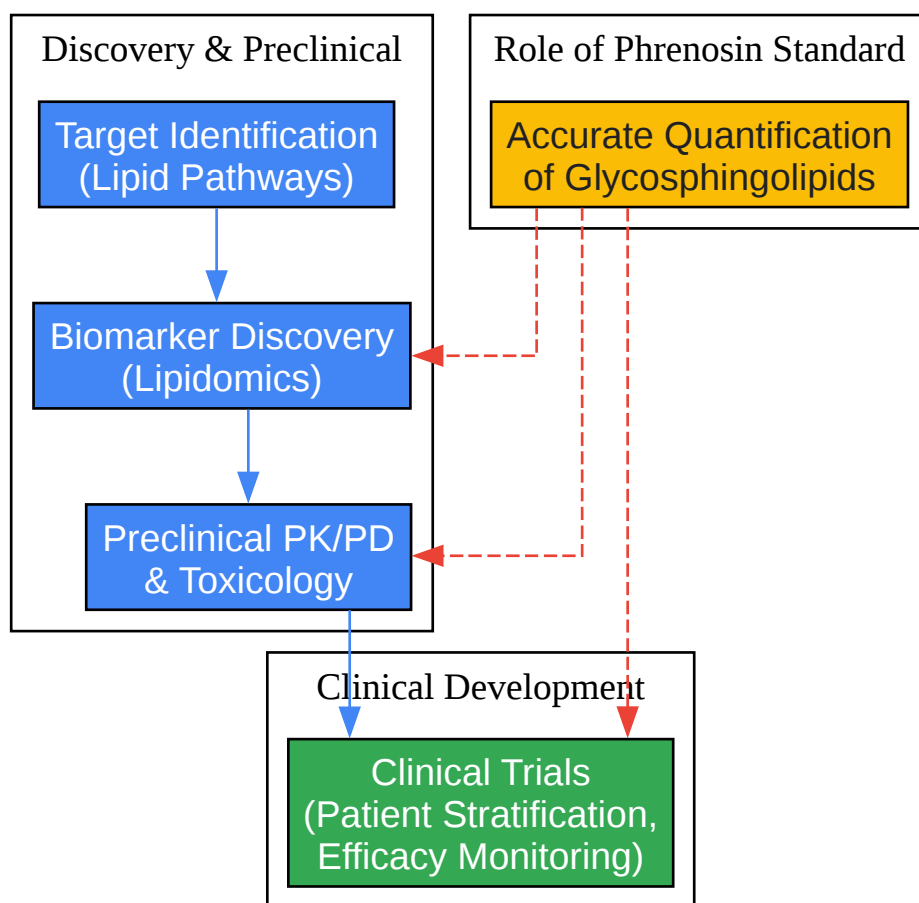 Discovery & Preclinical
Target Identification
(Lipid Pathways)
Biomarker Discovery
(Lipidomics)
Preclinical PK/PD
& Toxicology
Role of Phrenosin Standard
Accurate Quantification
of Glycosphingolipids
Clinical Development
Clinical Trials
(Patient Stratification,
Efficacy Monitoring)